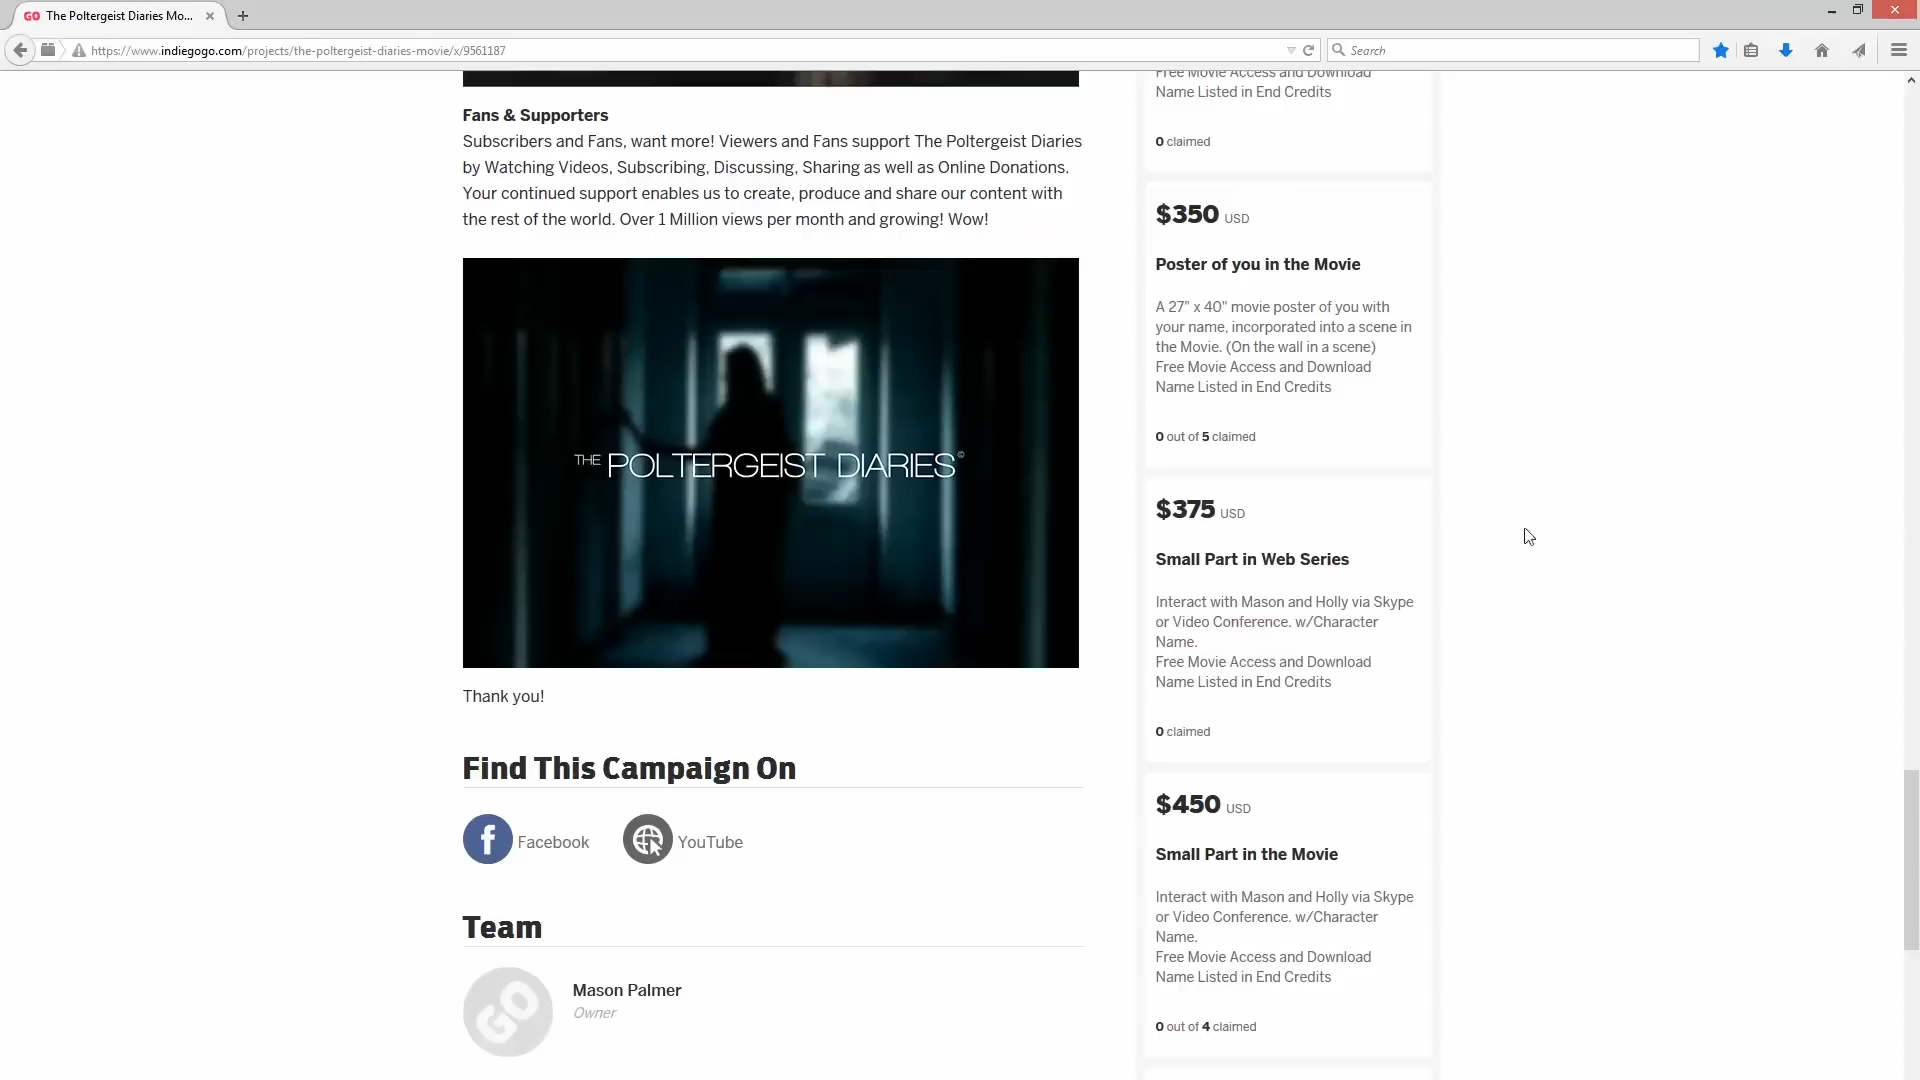 GO The Poltergeist Diaries Mo...
https://www.indiegogo.com/projects/the-poltergeist-diaries-movie/x/9561187
Search
Fans & Supporters
Subscribers and Fans, want more! Viewers and Fans support The Poltergeist Diaries
by Watching Videos, Subscribing, Discussing, Sharing as well as Online Donations.
Your continued support enables us to create, produce and share our content with
the rest of the world. Over 1 Million views per month and growing! Wow!
THE POLTERGEIST DIARIES©
Thank you!
Find This Campaign On
Facebook
YouTube
Team
GO
Mason Palmer
Owner
Free Movie Access and Download
Name Listed in End Credits
0 claimed
$350 USD
Poster of you in the Movie
A 27" x 40" movie poster of you with
your name, incorporated into a scene in
the Movie. (On the wall in a scene)
Free Movie Access and Download
Name Listed in End Credits
0 out of 5 claimed
$375 USD
Small Part in Web Series
Interact with Mason and Holly via Skype
or Video Conference. w/Character
Name.
Free Movie Access and Download
Name Listed in End Credits
0 claimed
$450 USD
Small Part in the Movie
Interact with Mason and Holly via Skype
or Video Conference. w/Character
Name.
Free Movie Access and Download
Name Listed in End Credits
0 out of 4 claimed